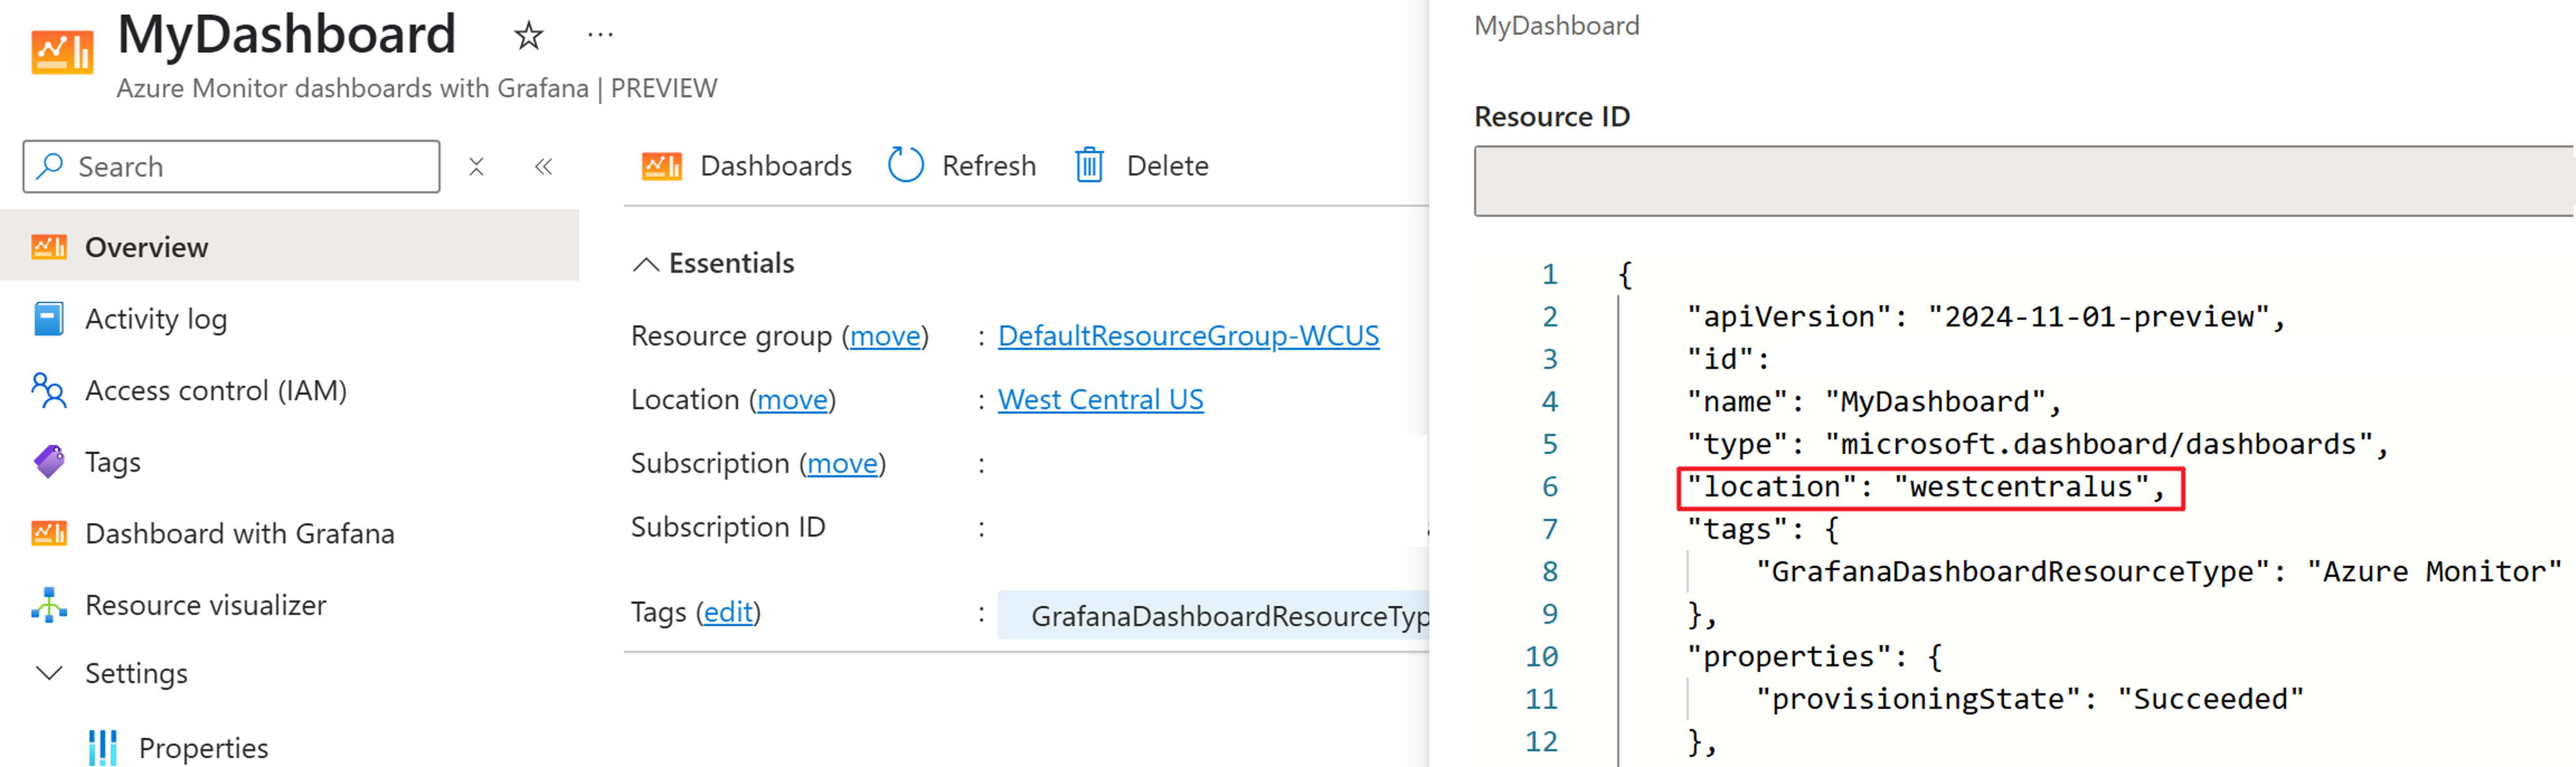 MyDashboard
Azure Monitor dashboards with Grafana | PREVIEW
Search
Overview
Activity log
Access control (IAM)
Tags
Dashboard with Grafana
Resource visualizer
Settings
Properties
Dashboards Refresh Delete
Essentials
Resource group (move) : DefaultResourceGroup-WCUS
Location (move) : West Central US
Subscription (move) :
Subscription ID :
Tags (edit) : GrafanaDashboardResourceTyp
MyDashboard
Resource ID
1 {
2 "apiVersion": "2024-11-01-preview",
3 "id":
4 "name": "MyDashboard",
5 "type": "microsoft.dashboard/dashboards",
6 "location": "westcentralus",
7 "tags": {
8 "GrafanaDashboardResourceType": "Azure Monitor"
9 },
10 "properties": {
11 "provisioningState": "Succeeded"
12 },